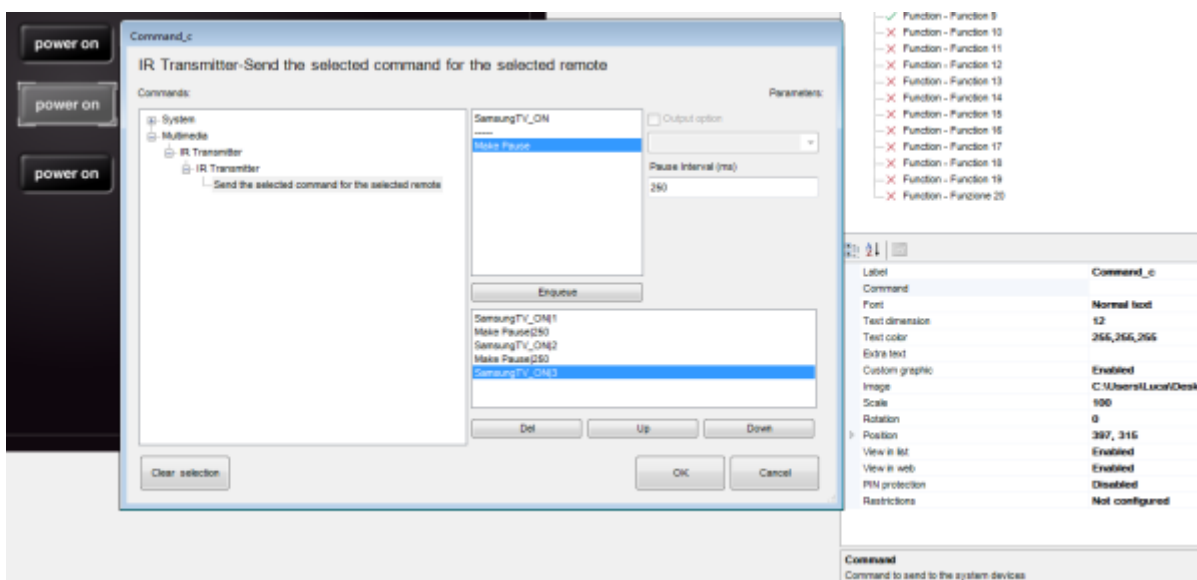 power on
power on
power on
Command_c
IR Transmitter-Send the selected command for the selected remote
Commands:
Parameters:
System
Multimedia
IR Transmitter
IR Transmitter
Send the selected command for the selected remote
SamsungTV_ON
-----
Make Pause
Output option
Pause Interval (ms)
250
Enqueue
SamsungTV_ON|1
Make Pause|250
SamsungTV_ON|2
Make Pause|250
SamsungTV_ON|3
Del
Up
Down
Clear selection
OK
Cancel
Function - Function 9
Function - Function 10
Function - Function 11
Function - Function 12
Function - Function 13
Function - Function 14
Function - Function 15
Function - Function 16
Function - Function 17
Function - Function 18
Function - Function 19
Function - Funzione 20
Label Command_c
Command
Font Normal text
Text dimension 12
Text color 255,255,255
Extra text
Custom graphic Enabled
Image C:\Users\Luca\Desk
Scale 100
Rotation 0
Position 397, 315
View in list Enabled
View in web Enabled
PIN protection Disabled
Restrictions Not configured
Command
Command to send to the system devices